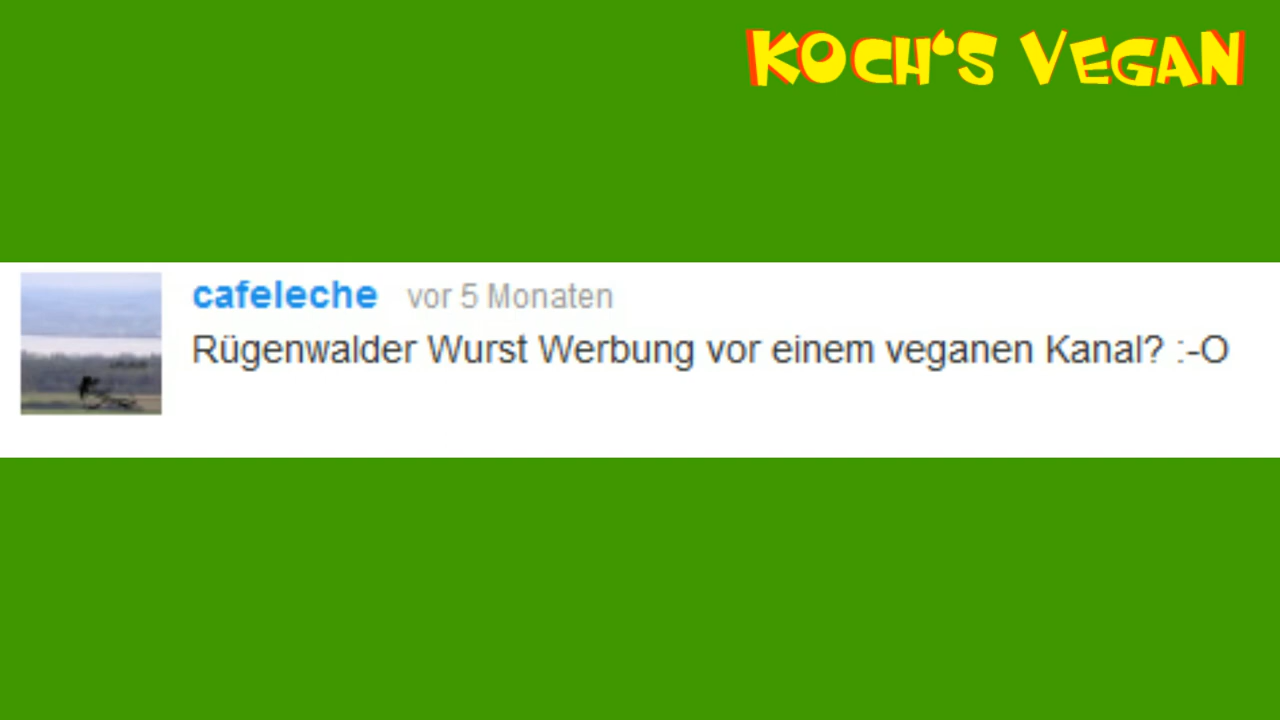 KOCH'S VEGAN
cafeleche vor 5 Monaten
Rügenwalder Wurst Werbung vor einem veganen Kanal? :-O